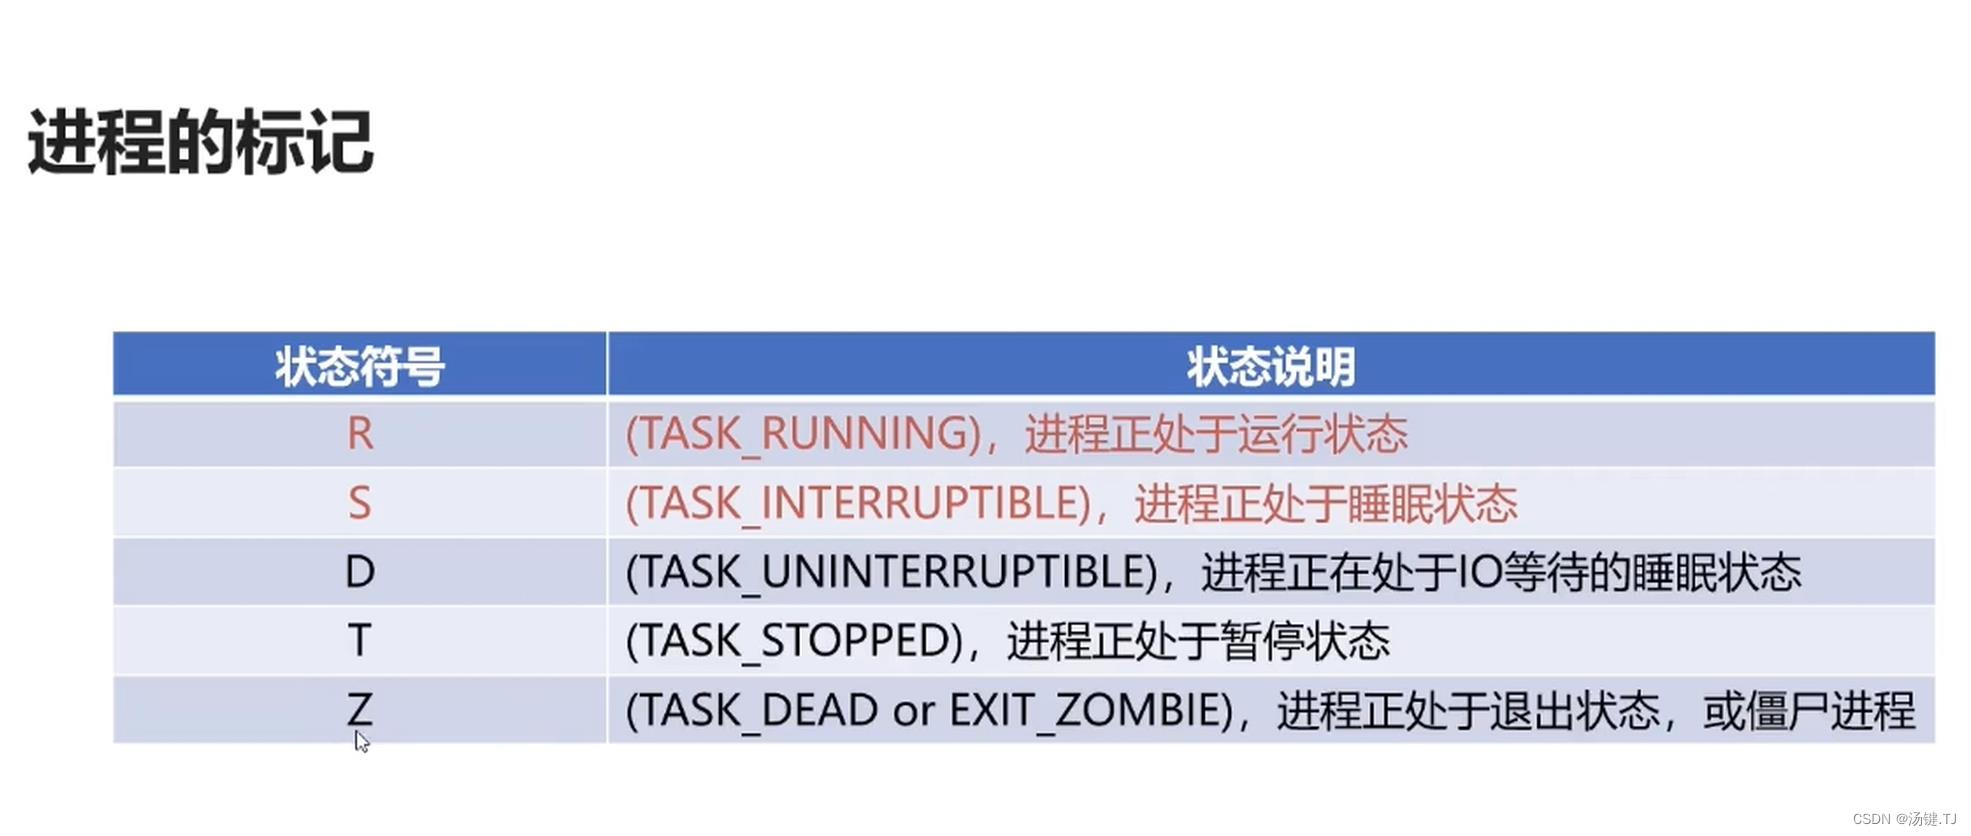 进程的标记
状态符号 状态说明
R (TASK_RUNNING)，进程正处于运行状态
S (TASK_INTERRUPTIBLE)，进程正处于睡眠状态
D (TASK_UNINTERRUPTIBLE)，进程正在处于IO等待的睡眠状态
T (TASK_STOPPED)，进程正处于暂停状态
Z (TASK_DEAD or EXIT_ZOMBIE)，进程正处于退出状态，或僵尸进程
CSDN @汤键.TJ